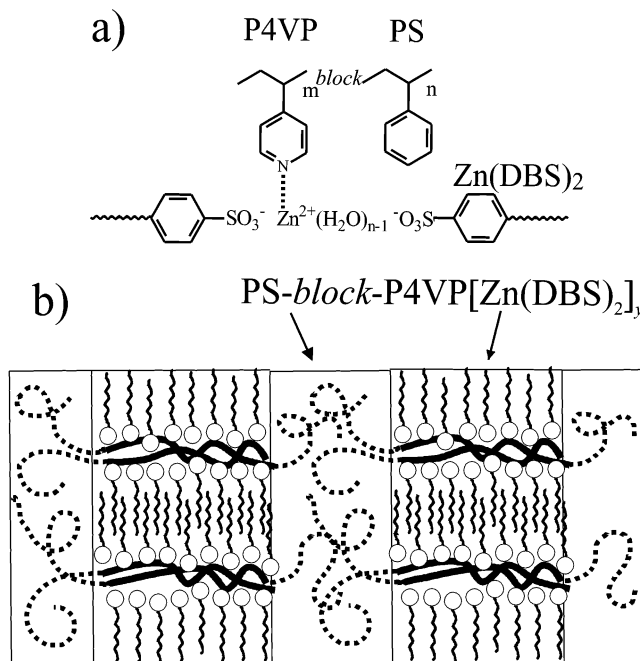 a)
P4VP PS
m block n
N
Zn(DBS)2
SO3- Zn2+(H2O)n-1 -O3S
b)
PS-block-P4VP[Zn(DBS)2]y